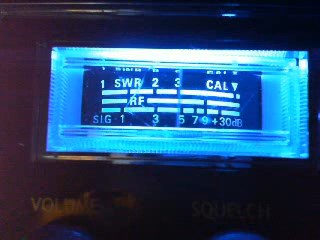 1 SWR 2 3 CAL▼
RF
SIG 1 3 5 7 9 +30dB
VOLUME SQUELCH